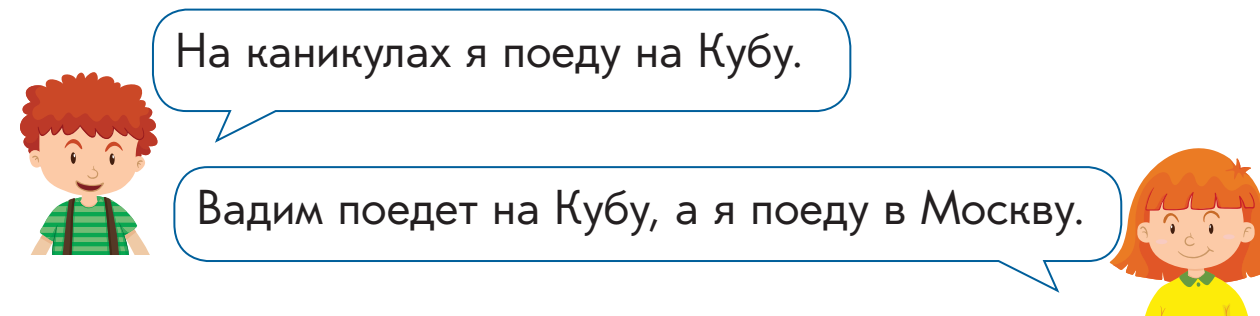 На каникулах я поеду на Кубу.
Вадим поедет на Кубу, а я поеду в Москву.